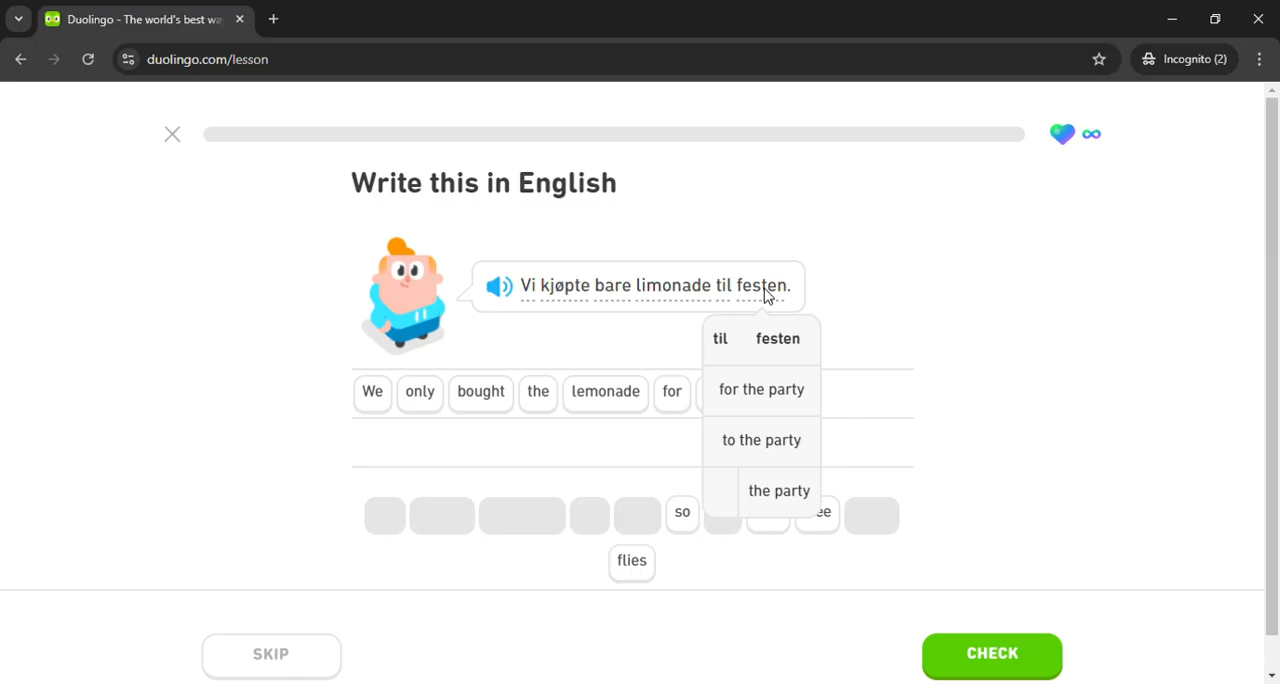 Duolingo - The world's best wa
duolingo.com/lesson
Incognito (2)
Write this in English
Vi kjøpte bare limonade til festen.
til festen
for the party
to the party
the party
We only bought the lemonade for
so
ee
flies
SKIP
CHECK